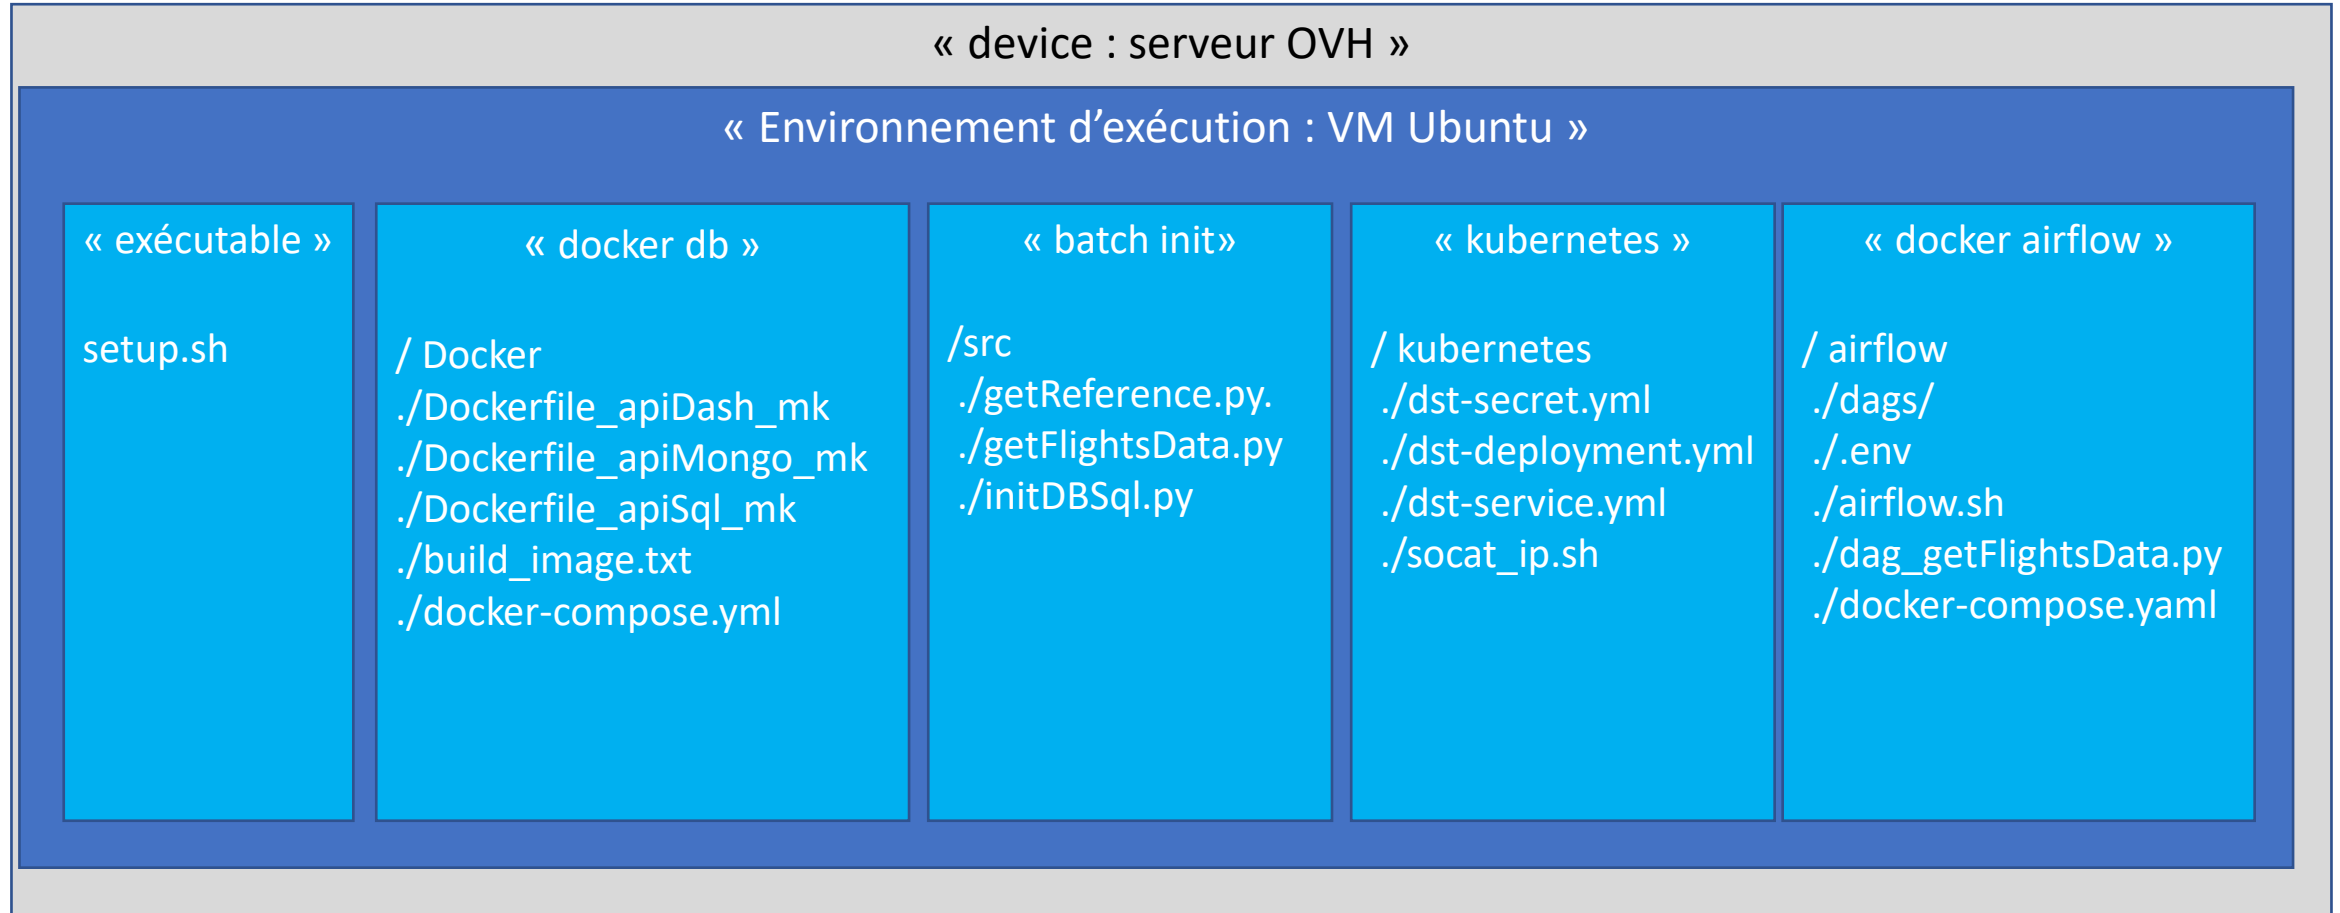 « device : serveur OVH »
« Environnement d’exécution : VM Ubuntu »
« exécutable »
setup.sh
« docker db »
/ Docker
./Dockerfile_apiDash_mk
./Dockerfile_apiMongo_mk
./Dockerfile_apiSql_mk
./build_image.txt
./docker-compose.yml
« batch init»
/src
./getReference.py.
./getFlightsData.py
./initDBSql.py
« kubernetes »
/ kubernetes
./dst-secret.yml
./dst-deployment.yml
./dst-service.yml
./socat_ip.sh
« docker airflow »
/ airflow
./dags/
./.env
./airflow.sh
./dag_getFlightsData.py
./docker-compose.yaml